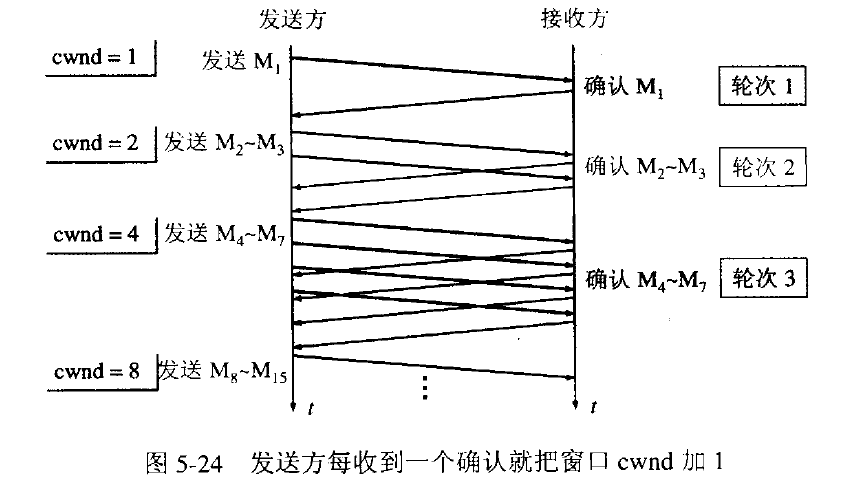 发送方 接收方
cwnd = 1 发送 M1
确认 M1 轮次 1
cwnd = 2 发送 M2~M3
确认 M2~M3 轮次 2
cwnd = 4 发送 M4~M7
确认 M4~M7 轮次 3
cwnd = 8 发送 M8~M15
⋮
t t
图 5-24 发送方每收到一个确认就把窗口 cwnd 加 1